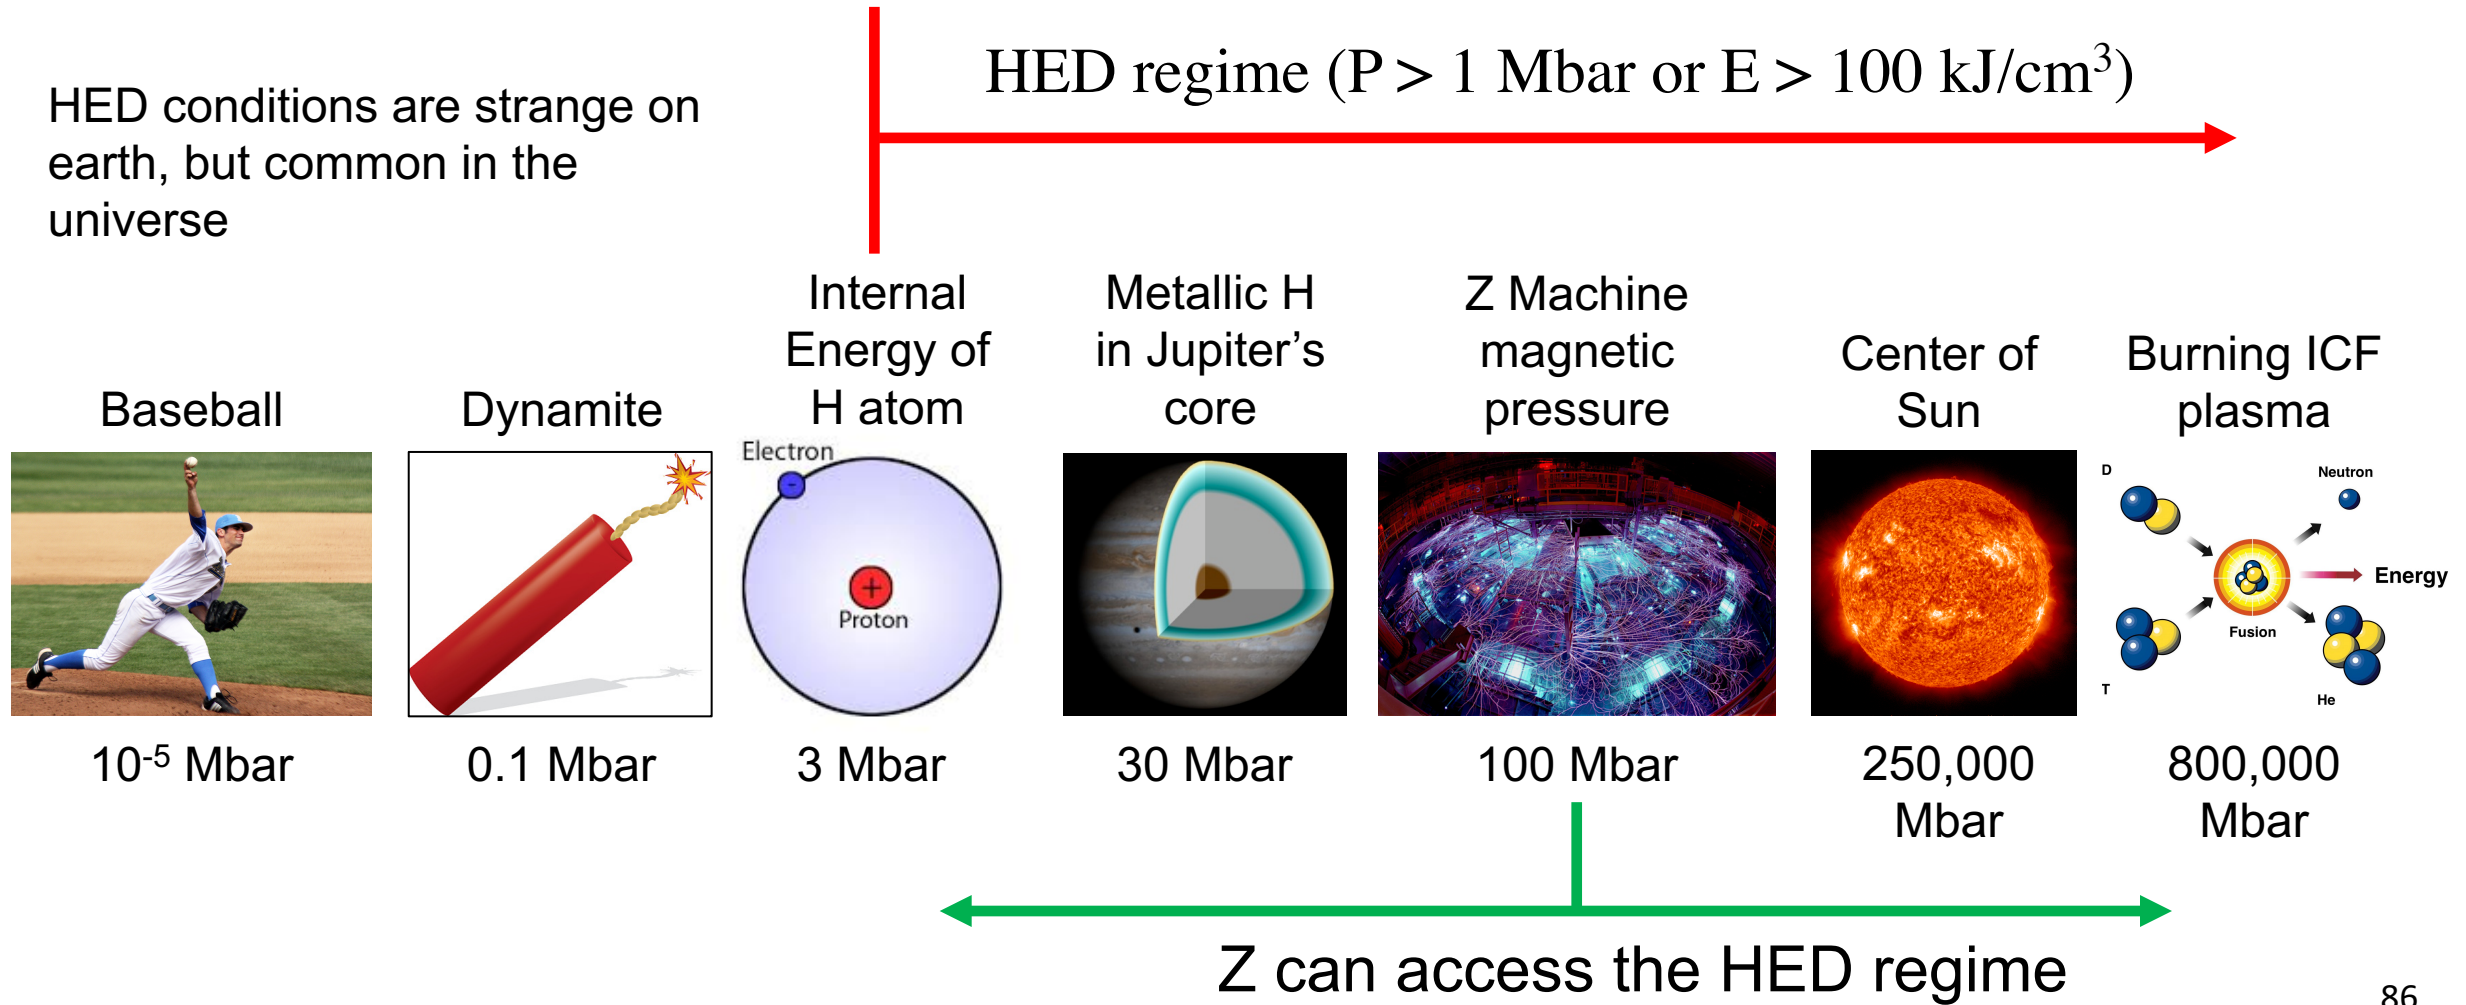 HED regime (P > 1 Mbar or E > 100 kJ/cm³)
HED conditions are strange on
earth, but common in the
universe
Baseball
Dynamite
Internal
Energy of
H atom
Metallic H
in Jupiter’s
core
Z Machine
magnetic
pressure
Center of
Sun
Burning ICF
plasma
Electron
-
+
Proton
D
Neutron
Energy
Fusion
T
He
10⁻⁵ Mbar
0.1 Mbar
3 Mbar
30 Mbar
100 Mbar
250,000
Mbar
800,000
Mbar
Z can access the HED regime
86